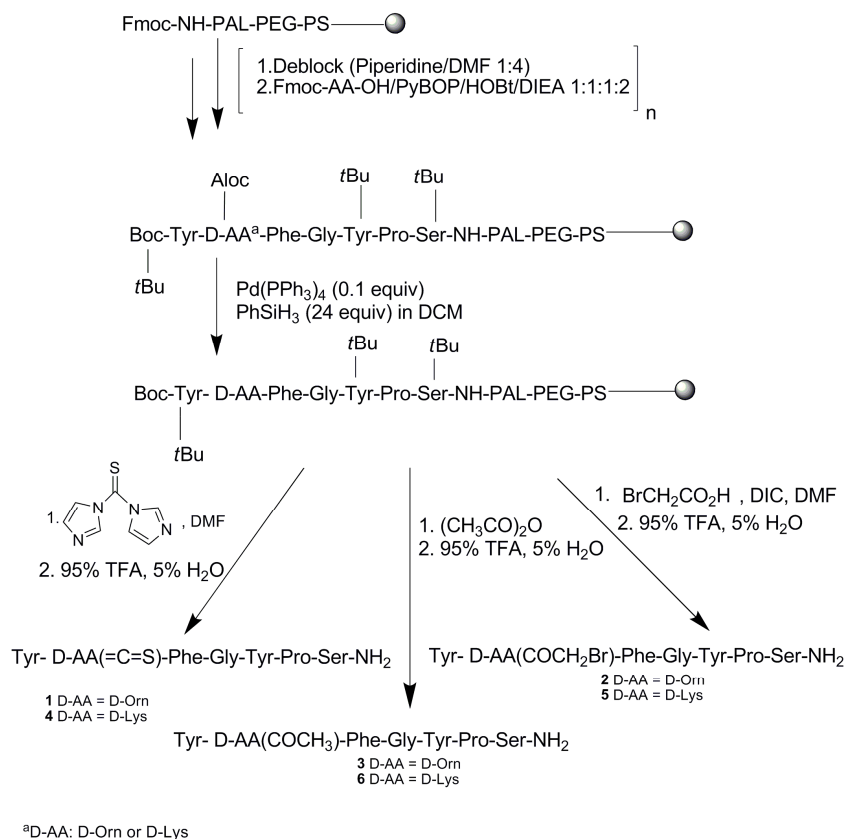 Fmoc-NH-PAL-PEG-PS
1.Deblock (Piperidine/DMF 1:4)
2.Fmoc-AA-OH/PyBOP/HOBt/DIEA 1:1:1:2
n
Aloc
tBu
tBu
Boc-Tyr-D-AAᵃ-Phe-Gly-Tyr-Pro-Ser-NH-PAL-PEG-PS
tBu
Pd(PPh₃)₄ (0.1 equiv)
PhSiH₃ (24 equiv) in DCM
tBu
tBu
Boc-Tyr- D-AA-Phe-Gly-Tyr-Pro-Ser-NH-PAL-PEG-PS
tBu
S
N
N
1.
N
N
, DMF
2. 95% TFA, 5% H₂O
1. (CH₃CO)₂O
2. 95% TFA, 5% H₂O
1. BrCH₂CO₂H , DIC, DMF
2. 95% TFA, 5% H₂O
Tyr- D-AA(=C=S)-Phe-Gly-Tyr-Pro-Ser-NH₂
1 D-AA = D-Orn
4 D-AA = D-Lys
Tyr- D-AA(COCH₂Br)-Phe-Gly-Tyr-Pro-Ser-NH₂
2 D-AA = D-Orn
5 D-AA = D-Lys
Tyr- D-AA(COCH₃)-Phe-Gly-Tyr-Pro-Ser-NH₂
3 D-AA = D-Orn
6 D-AA = D-Lys
ᵃD-AA: D-Orn or D-Lys